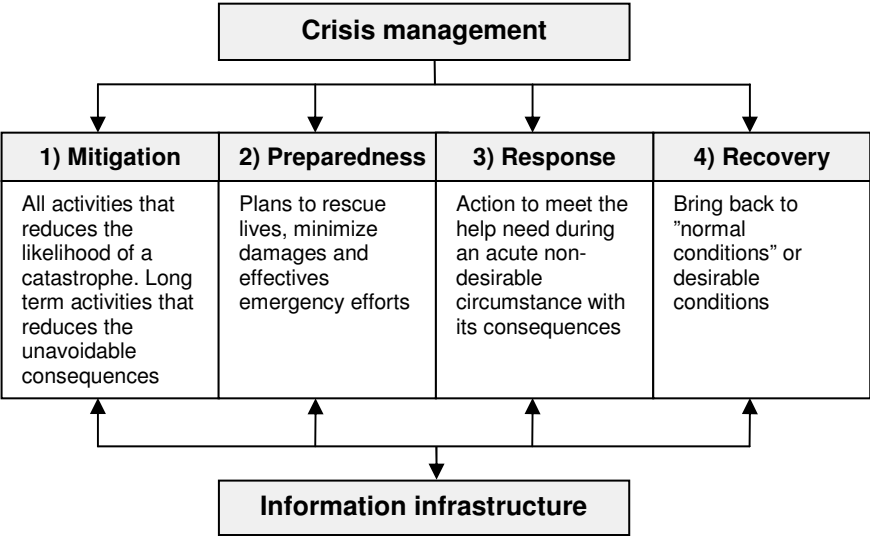 Crisis management
1) Mitigation
All activities that
reduces the
likelihood of a
catastrophe. Long
term activities that
reduces the
unavoidable
consequences
2) Preparedness
Plans to rescue
lives, minimize
damages and
effectives
emergency efforts
3) Response
Action to meet the
help need during
an acute non-
desirable
circumstance with
its consequences
4) Recovery
Bring back to
”normal
conditions” or
desirable
conditions
Information infrastructure